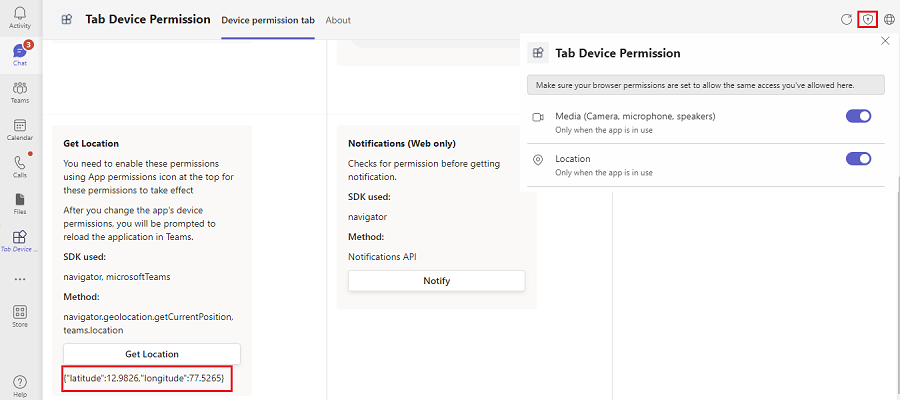 Activity
3
Chat
Teams
Calendar
Calls
Files
Tab Device ...
Store
Help
Tab Device Permission
Device permission tab
About
Get Location
You need to enable these permissions
using App permissions icon at the top for
these permissions to take effect
After you change the app's device
permissions, you will be prompted to
reload the application in Teams.
SDK used:
navigator, microsoftTeams
Method:
navigator.geolocation.getCurrentPosition,
teams.location
Get Location
{"latitude":12.9826,"longitude":77.5265}
Notifications (Web only)
Checks for permission before getting
notification.
SDK used:
navigator
Method:
Notifications API
Notify
Tab Device Permission
Make sure your browser permissions are set to allow the same access you've allowed here.
Media (Camera, microphone, speakers)
Only when the app is in use
Location
Only when the app is in use